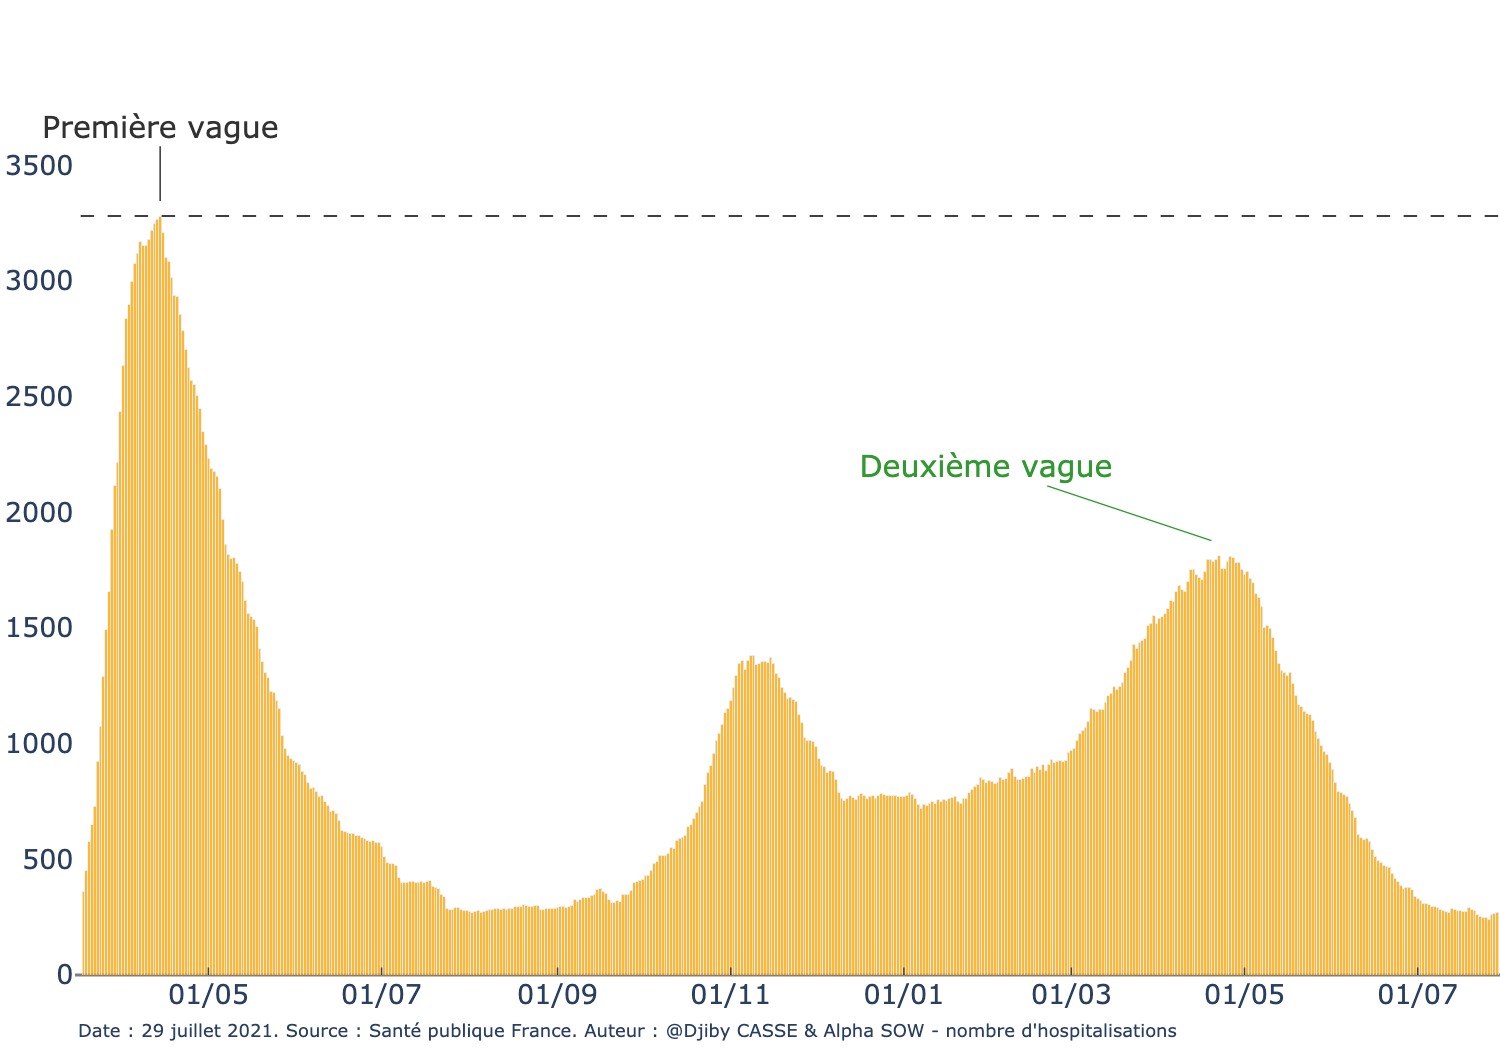 Première vague
3500
3000
2500
Deuxième vague
2000
1500
1000
500
0
01/05 01/07 01/09 01/11 01/01 01/03 01/05 01/07
Date : 29 juillet 2021. Source : Santé publique France. Auteur : @Djiby CASSE & Alpha SOW - nombre d'hospitalisations